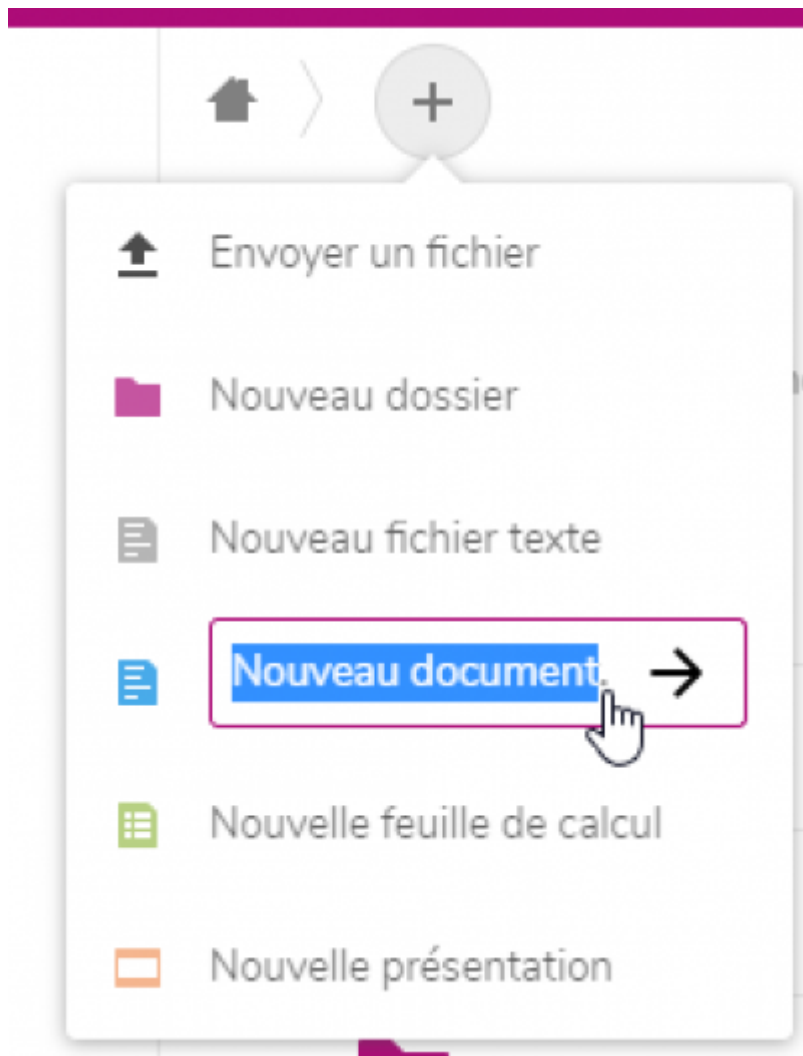 Envoyer un fichier
Nouveau dossier
Nouveau fichier texte
Nouveau document.
Nouvelle feuille de calcul
Nouvelle présentation